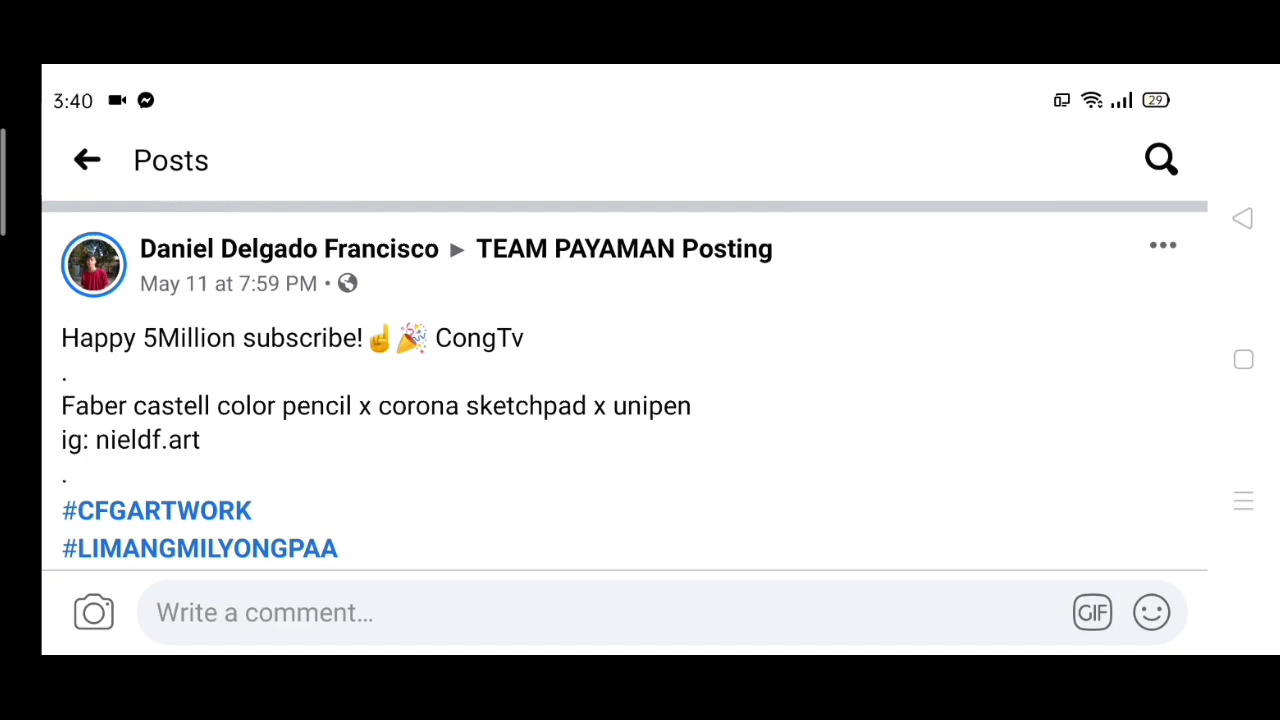 3:40
29
Posts
Daniel Delgado Francisco ▸ TEAM PAYAMAN Posting
May 11 at 7:59 PM •
Happy 5Million subscribe!☝️🎉 CongTv
.
Faber castell color pencil x corona sketchpad x unipen
ig: nieldf.art
.
#CFGARTWORK
#LIMANGMILYONGPAA
Write a comment...
GIF